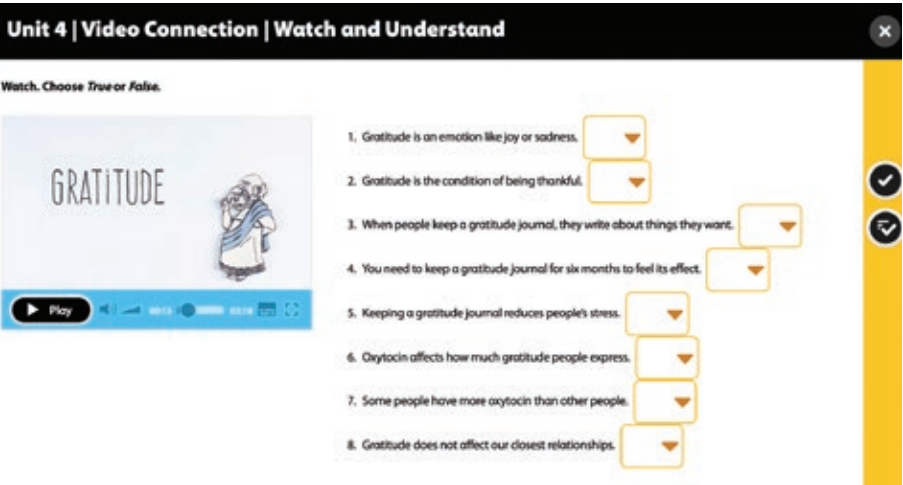 Unit 4 | Video Connection | Watch and Understand
Watch. Choose True or False.
GRATITUDE
Play
1. Gratitude is an emotion like joy or sadness.
2. Gratitude is the condition of being thankful.
3. When people keep a gratitude journal, they write about things they want.
4. You need to keep a gratitude journal for six months to feel its effect.
5. Keeping a gratitude journal reduces people's stress.
6. Oxytocin affects how much gratitude people express.
7. Some people have more oxytocin than other people.
8. Gratitude does not affect our closest relationships.